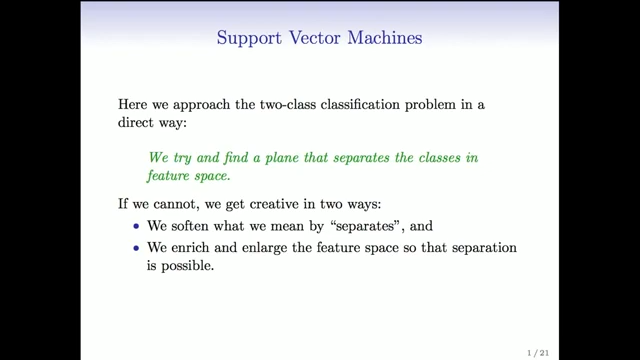 Support Vector Machines
Here we approach the two-class classification problem in a
direct way:
We try and find a plane that separates the classes in
feature space.
If we cannot, we get creative in two ways:
• We soften what we mean by “separates”, and
• We enrich and enlarge the feature space so that separation
is possible.
1 / 21